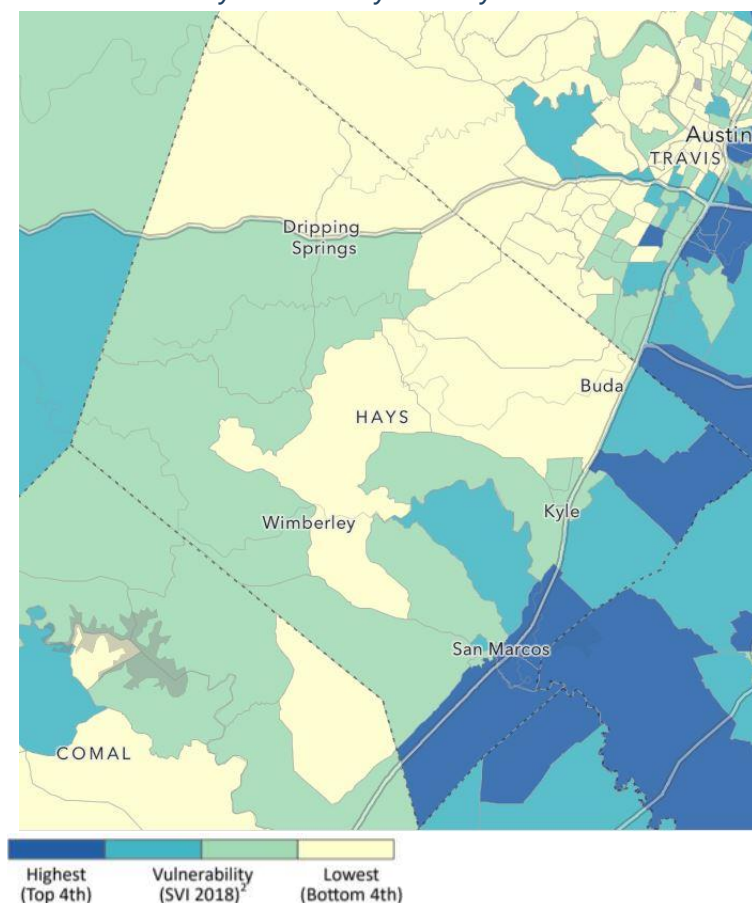 Austin
TRAVIS
Dripping
Springs
Buda
HAYS
Kyle
Wimberley
San Marcos
COMAL
Highest
(Top 4th)
Vulnerability
(SVI 2018)²
Lowest
(Bottom 4th)